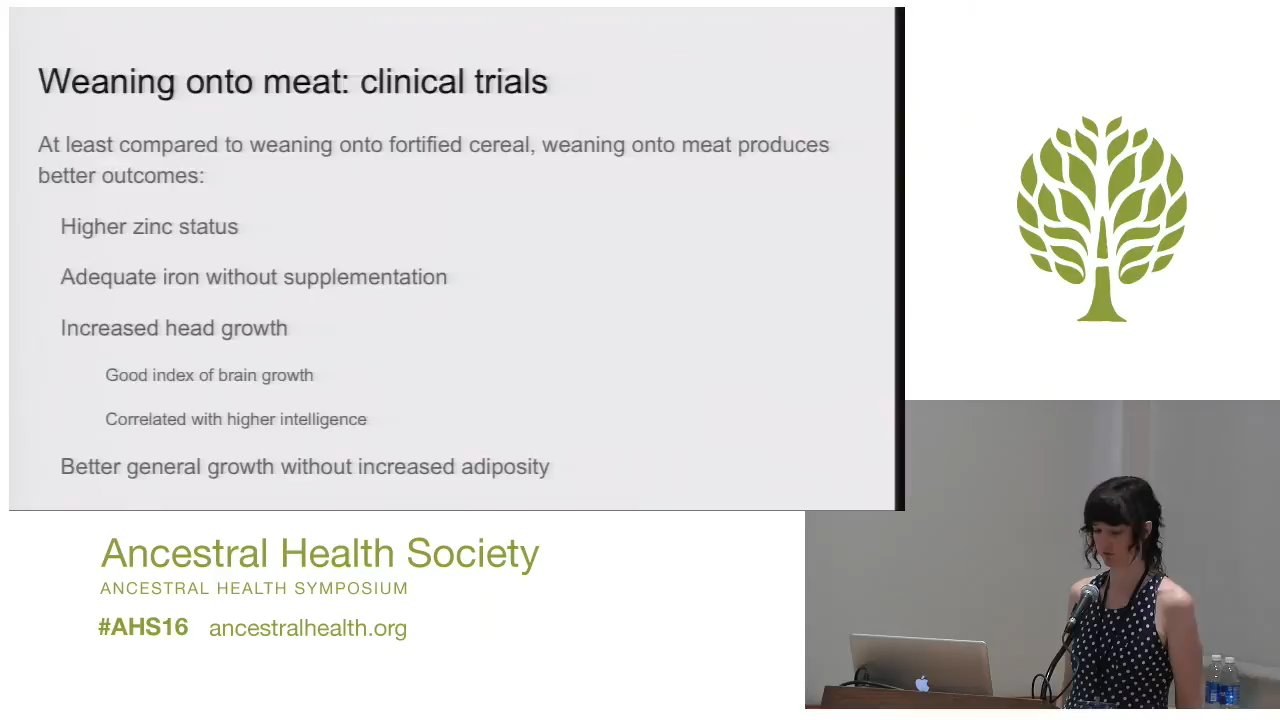 Weaning onto meat: clinical trials
At least compared to weaning onto fortified cereal, weaning onto meat produces
better outcomes:
Higher zinc status
Adequate iron without supplementation
Increased head growth
Good index of brain growth
Correlated with higher intelligence
Better general growth without increased adiposity
Ancestral Health Society
ANCESTRAL HEALTH SYMPOSIUM
#AHS16 ancestralhealth.org